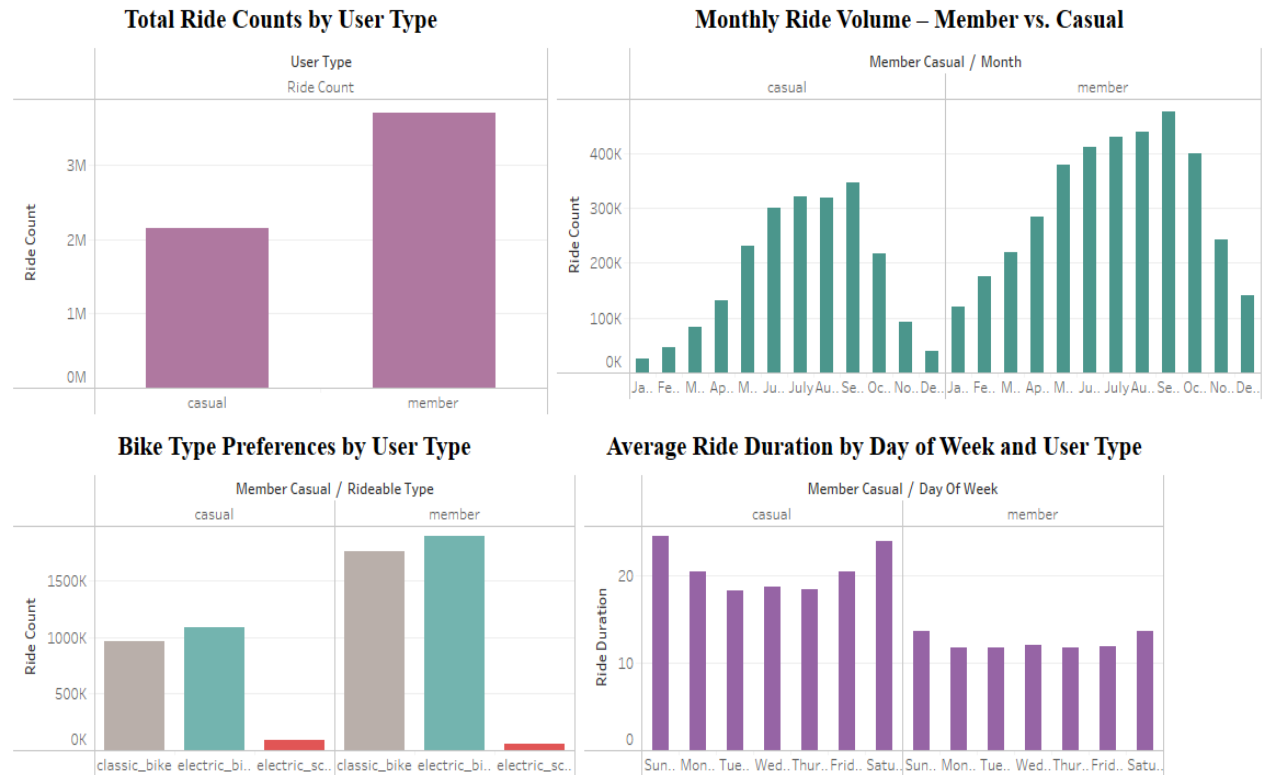 Total Ride Counts by User Type
User Type
Ride Count
Ride Count
3M
2M
1M
0M
casual member
Monthly Ride Volume – Member vs. Casual
Member Casual / Month
casual member
Ride Count
400K
300K
200K
100K
0K
Ja.. Fe.. M.. Ap.. M.. Ju.. July Au.. Se.. Oc.. No.. De.. Ja.. Fe.. M.. Ap.. M.. Ju.. July Au.. Se.. Oc.. No.. De..
Bike Type Preferences by User Type
Member Casual / Rideable Type
casual member
Ride Count
1500K
1000K
500K
0K
classic_bike electric_bi.. electric_sc.. classic_bike electric_bi.. electric_sc..
Average Ride Duration by Day of Week and User Type
Member Casual / Day Of Week
casual member
Ride Duration
20
10
0
Sun.. Mon.. Tue.. Wed.. Thur.. Frid.. Satu.. Sun.. Mon.. Tue.. Wed.. Thur.. Frid.. Satu..